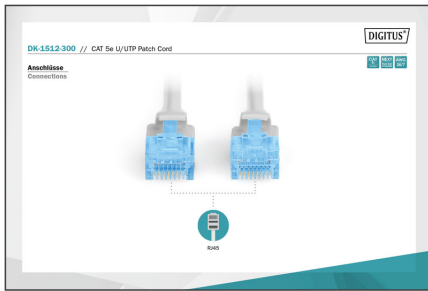 DIGITUS®
DK-1512-300 // CAT 5e U/UTP Patch Cord
Anschlüsse
Connections
RJ45